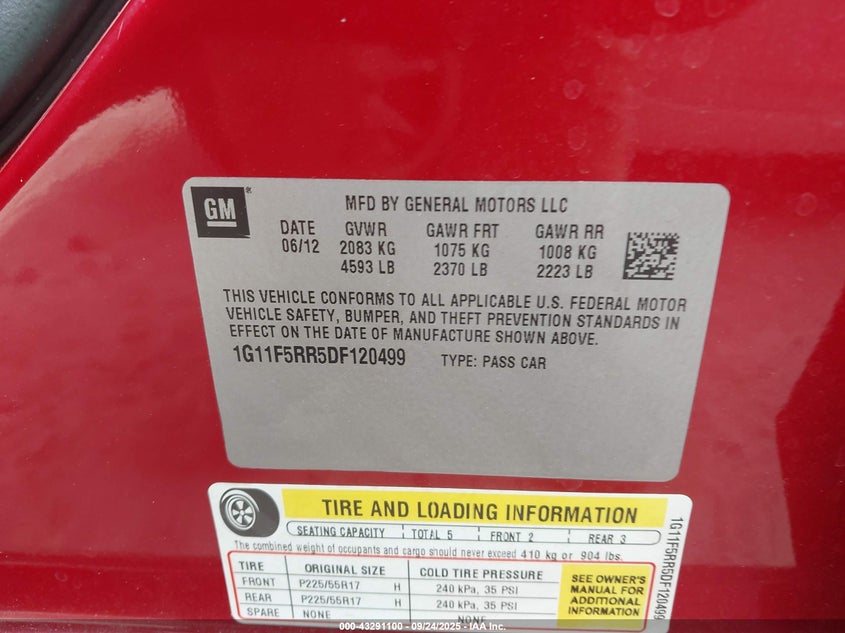 GM ®
MFD BY GENERAL MOTORS LLC
DATE GVWR GAWR FRT GAWR RR
06/12 2083 KG 1075 KG 1008 KG
4593 LB 2370 LB 2223 LB
THIS VEHICLE CONFORMS TO ALL APPLICABLE U.S. FEDERAL MOTOR
VEHICLE SAFETY, BUMPER, AND THEFT PREVENTION STANDARDS IN
EFFECT ON THE DATE OF MANUFACTURE SHOWN ABOVE.
1G11F5RR5DF120499 TYPE: PASS CAR
TIRE AND LOADING INFORMATION
SEATING CAPACITY TOTAL 5 FRONT 2 REAR 3
The combined weight of occupants and cargo should never exceed 410 kg or 904 lbs.
TIRE ORIGINAL SIZE COLD TIRE PRESSURE
FRONT P225/55R17 H 240 kPa, 35 PSI
REAR P225/55R17 H 240 kPa, 35 PSI
SPARE NONE NONE
SEE OWNER'S
MANUAL FOR
ADDITIONAL
INFORMATION
1G11F5RR5DF120499
000-43291100 - 09/24/2025 - IAA Inc.